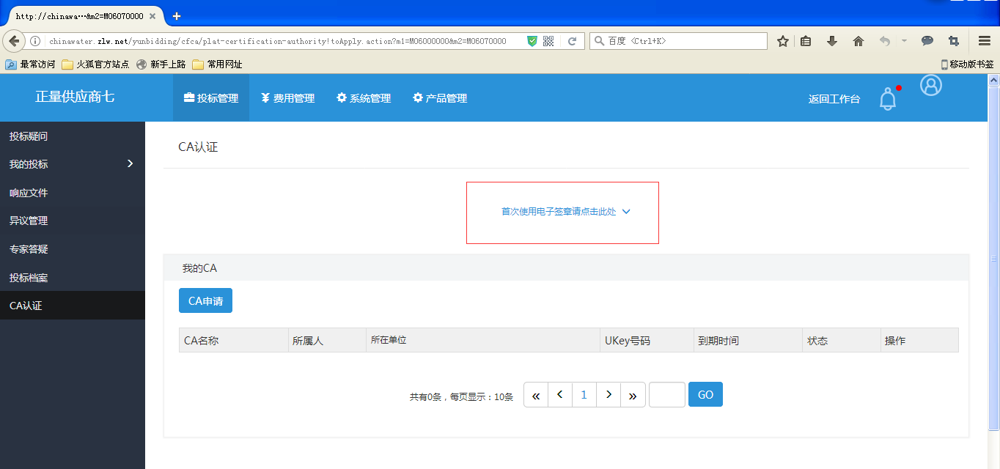 http://chinawa…&m2=M06070000
chinawater.zlw.net/yunbidding/cfca/plat-certification-authority!toApply.action?m1=M06000000&m2=M06070000
百度 <Ctrl+K>
最常访问 火狐官方站点 新手上路 常用网址 移动版书签
正量供应商七 投标管理 费用管理 系统管理 产品管理 返回工作台
投标疑问
我的投标
响应文件
异议管理
专家答疑
投标档案
CA认证
CA认证
首次使用电子签章请点击此处
我的CA
CA申请
CA名称 所属人 所在单位 UKey号码 到期时间 状态 操作
共有0条，每页显示：10条 « 1 » GO